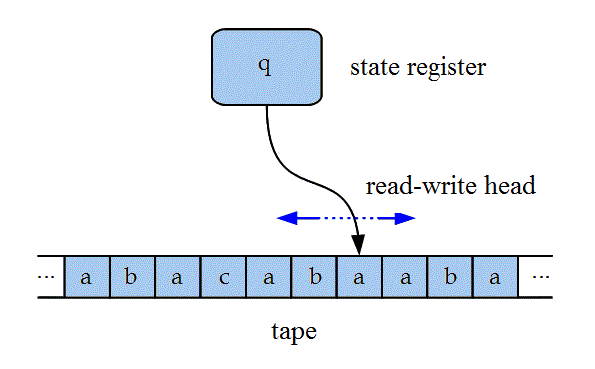 q
state register
read-write head
... a b a c a b a a b a ...
tape